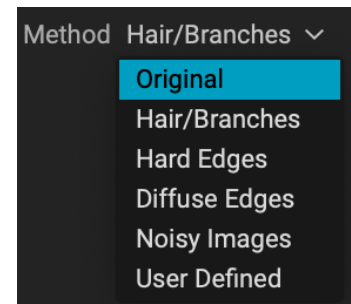 Method Hair/Branches
Original
Hair/Branches
Hard Edges
Diffuse Edges
Noisy Images
User Defined